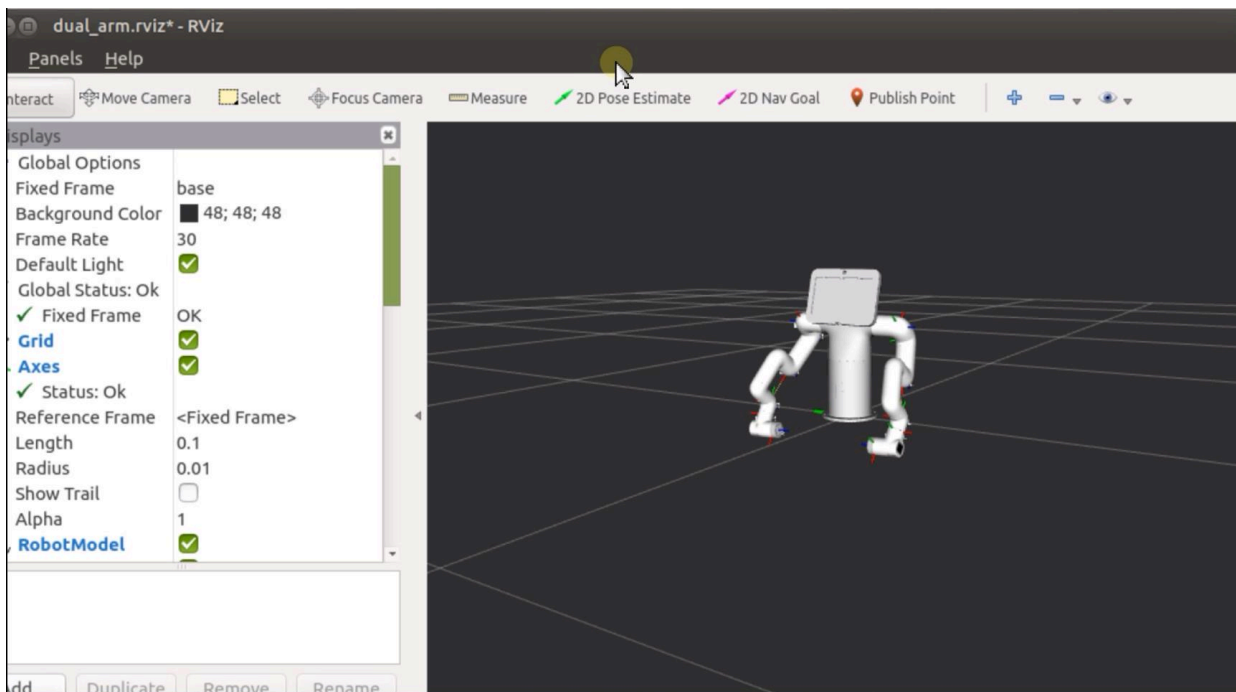 dual_arm.rviz* - RViz
Panels Help
nteract Move Camera Select Focus Camera Measure 2D Pose Estimate 2D Nav Goal Publish Point
isplays
Global Options
Fixed Frame base
Background Color 48; 48; 48
Frame Rate 30
Default Light
Global Status: Ok
Fixed Frame OK
Grid
Axes
Status: Ok
Reference Frame <Fixed Frame>
Length 0.1
Radius 0.01
Show Trail
Alpha 1
RobotModel
dd Duplicate Remove Rename